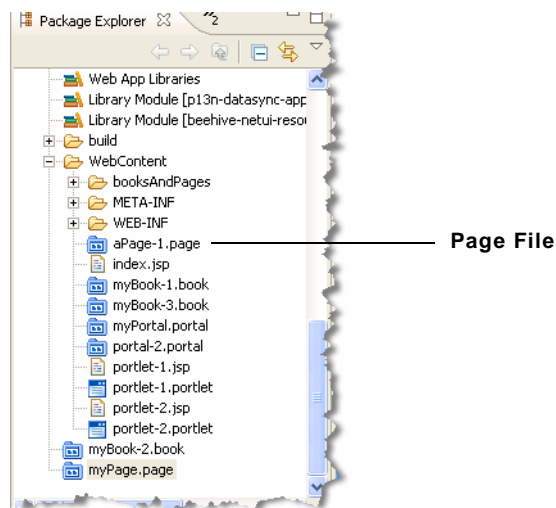 Package Explorer
2
Web App Libraries
Library Module [p13n-datasync-app
Library Module [beehive-netui-resou
build
WebContent
booksAndPages
META-INF
WEB-INF
aPage-1.page
Page File
index.jsp
myBook-1.book
myBook-3.book
myPortal.portal
portal-2.portal
portlet-1.jsp
portlet-1.portlet
portlet-2.jsp
portlet-2.portlet
myBook-2.book
myPage.page